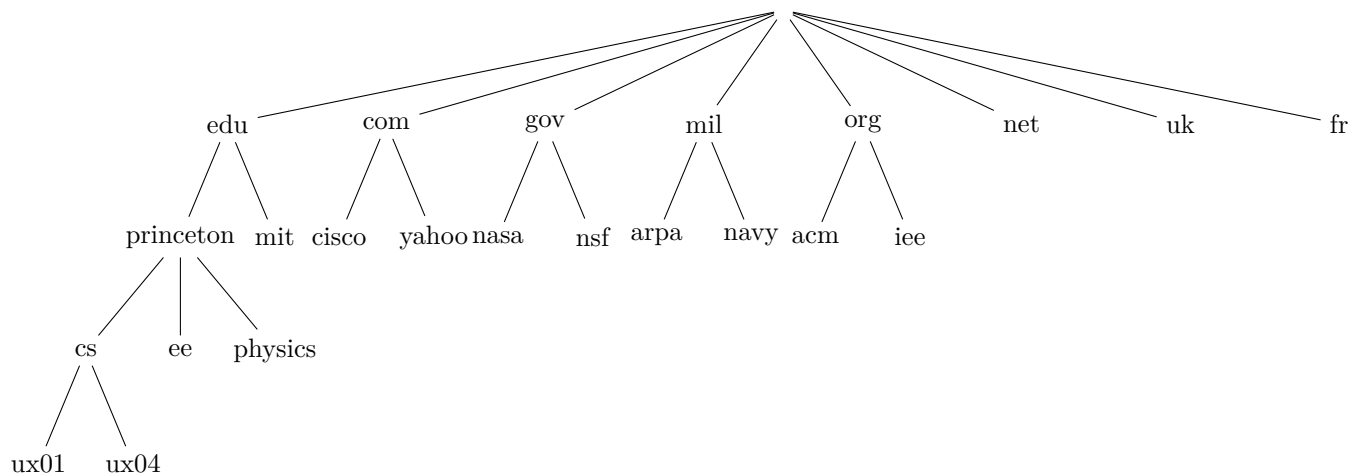 edu com gov mil org net uk fr
princeton mit cisco yahoo nasa nsf arpa navy acm iee
cs ee physics
ux01 ux04